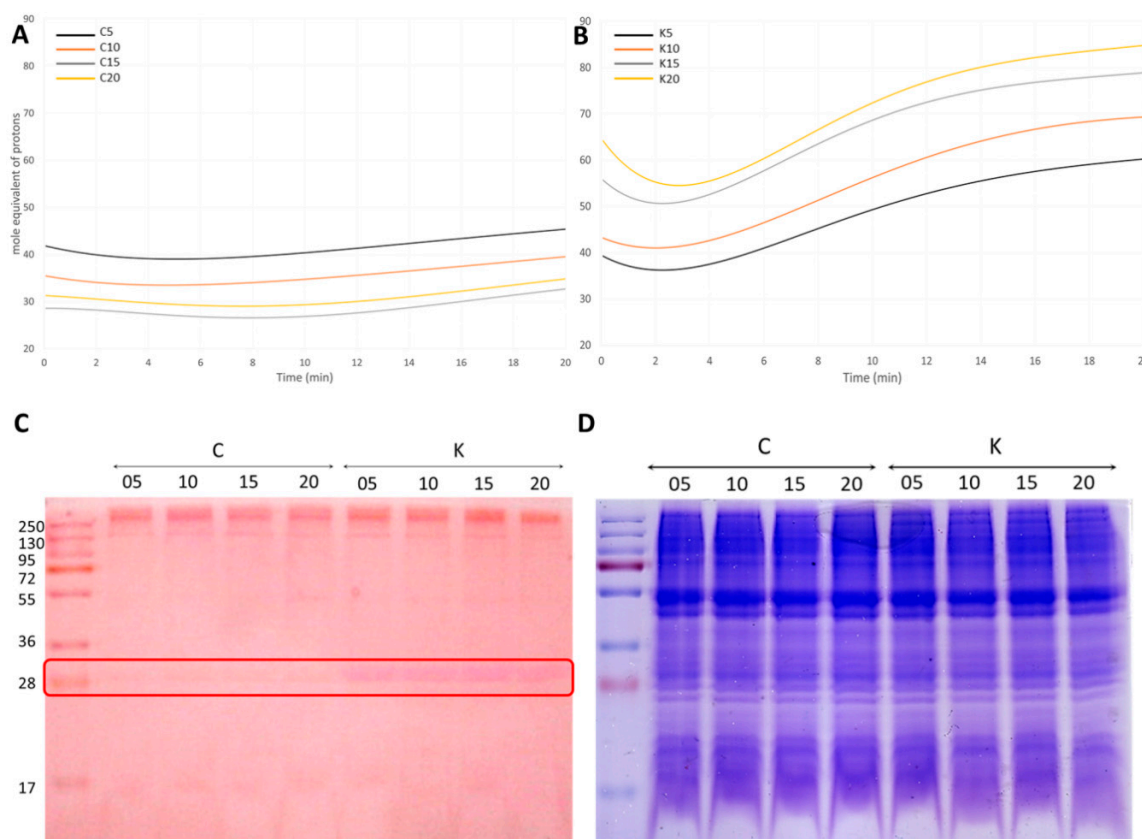 A
C5
C10
C15
C20
mole equivalent of protons
90
80
70
60
50
40
30
20
0 2 4 6 8 10 12 14 16 18 20
Time (min)
B
K5
K10
K15
K20
90
80
70
60
50
40
30
20
0 2 4 6 8 10 12 14 16 18
Time (min)
C
C K
05 10 15 20 05 10 15 20
250
130
95
72
55
36
28
17
D
C K
05 10 15 20 05 10 15 20